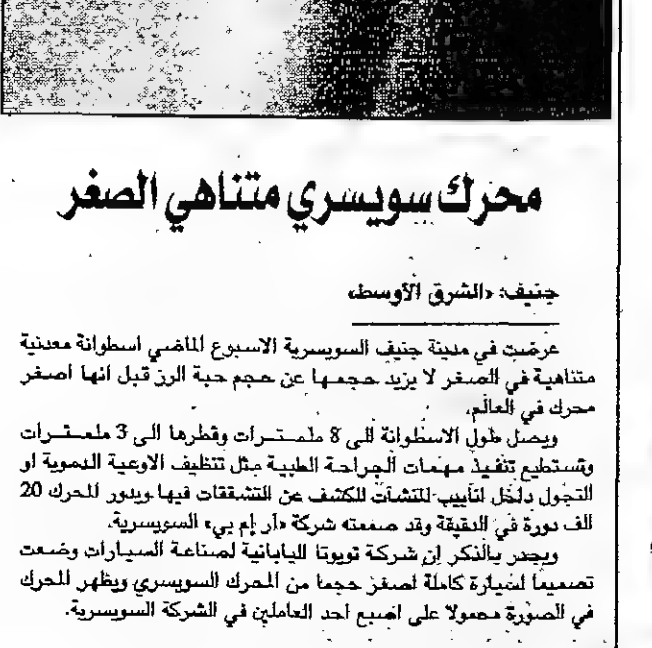 محرك سويسري متناهي الصغر
جنيف: «الشرق الأوسط»
عرضت في مدينة جنيف السويسرية الاسبوع الماضي اسطوانة معدنية
متناهية في الصغر لا يزيد حجمها عن حجم حبة الرز قيل انها اصغر
محرك في العالم.
ويصل طول الاسطوانة الى 8 ملمترات وقطرها الى 3 ملمترات
وتستطيع تنفيذ مهمات الجراحة الطبية مثل تنظيف الاوعية الدموية او
التجول داخل انابيب المنشآت للكشف عن التشققات فيها ويدور المحرك 20
الف دورة في الدقيقة وقد صممته شركة «آر إم بي» السويسرية.
ويجدر بالذكر إن شركة تويوتا اليابانية لصناعة السيارات وضعت
تصميماً لسيارة كاملة اصغر حجما من المحرك السويسري ويظهر المحرك
في الصورة محمولا على اصبع احد العاملين في الشركة السويسرية.